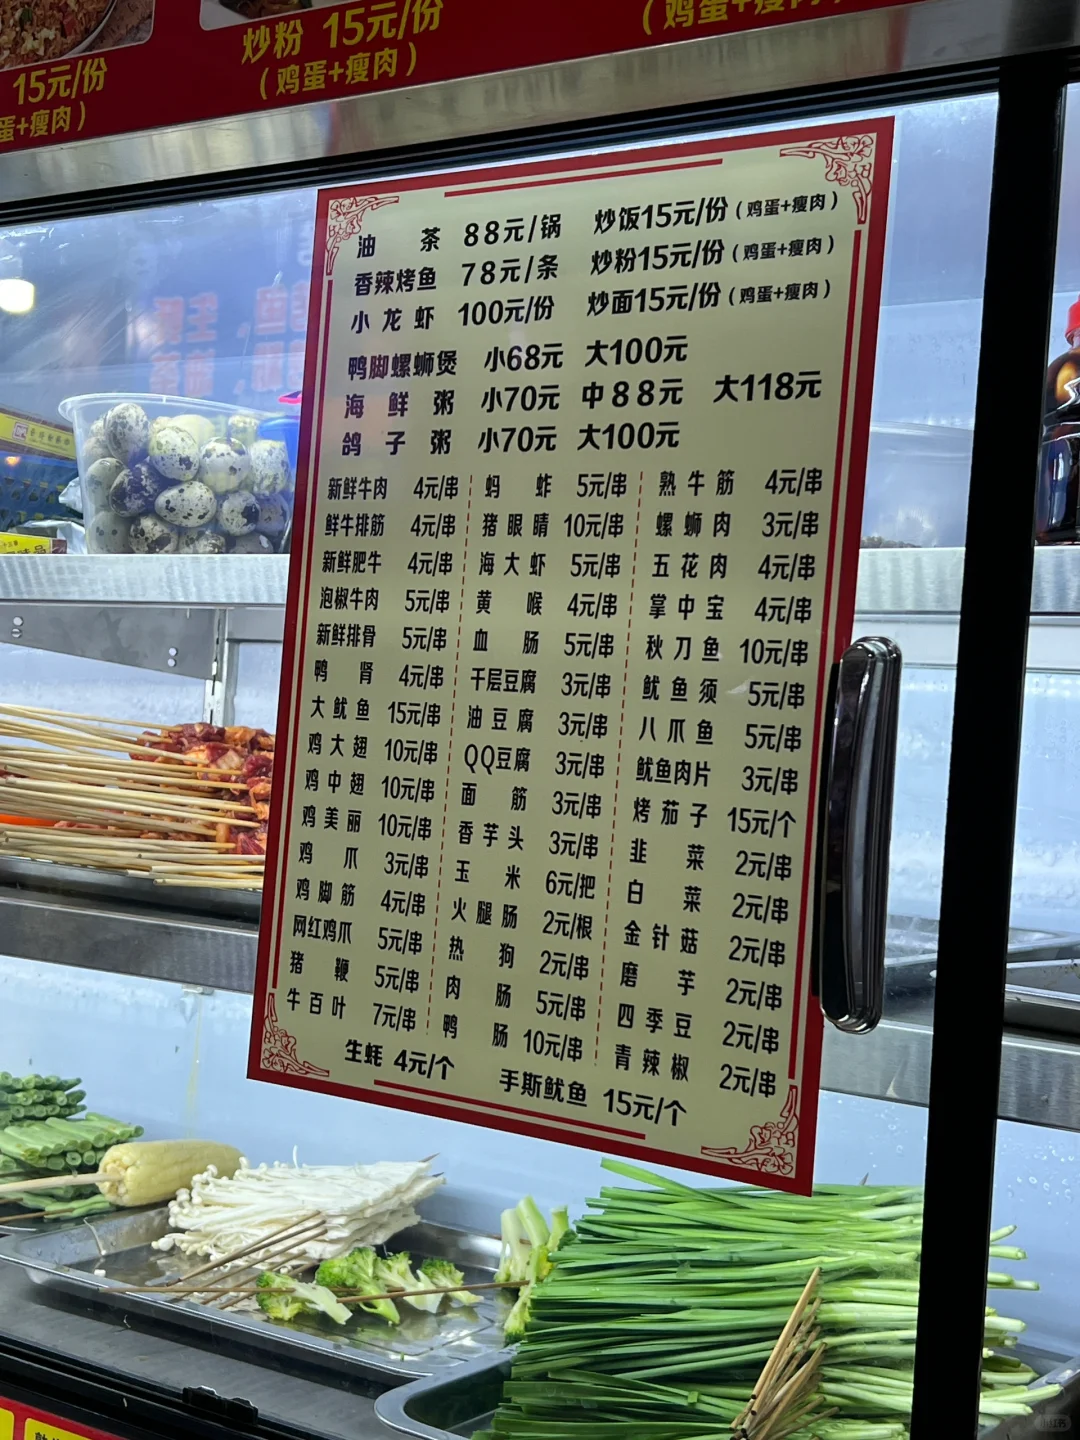 15元/份
蛋+瘦肉)
炒粉 15元/份
(鸡蛋+瘦肉)
(鸡蛋+瘦肉
油茶 88元/锅 炒饭15元/份(鸡蛋+瘦肉)
香辣烤鱼 78元/条 炒粉15元/份(鸡蛋+瘦肉)
小龙虾 100元/份 炒面15元/份(鸡蛋+瘦肉)
鸭脚螺蛳煲 小68元 大100元
海鲜粥 小70元 中88元 大118元
鸽子粥 小70元 大100元
新鲜牛肉 4元/串
鲜牛排筋 4元/串
新鲜肥牛 4元/串
泡椒牛肉 5元/串
新鲜排骨 5元/串
鸭肾 4元/串
大鱿鱼 15元/串
鸡大翅 10元/串
鸡中翅 10元/串
鸡美丽 10元/串
鸡爪 3元/串
鸡脚筋 4元/串
网红鸡爪 5元/串
猪鞭 5元/串
牛百叶 7元/串
蚂蚱 5元/串
猪眼睛 10元/串
海大虾 5元/串
黄喉 4元/串
血肠 5元/串
千层豆腐 3元/串
油豆腐 3元/串
QQ豆腐 3元/串
面筋 3元/串
香芋头 3元/串
玉米 6元/把
火腿肠 2元/根
热狗 2元/串
肉肠 5元/串
鸭肠 10元/串
熟牛筋 4元/串
螺蛳肉 3元/串
五花肉 4元/串
掌中宝 4元/串
秋刀鱼 10元/串
鱿鱼须 5元/串
八爪鱼 5元/串
鱿鱼肉片 3元/串
烤茄子 15元/个
韭菜 2元/串
白菜 2元/串
金针菇 2元/串
磨芋 2元/串
四季豆 2元/串
青辣椒 2元/串
生蚝 4元/个 手斯鱿鱼 15元/个